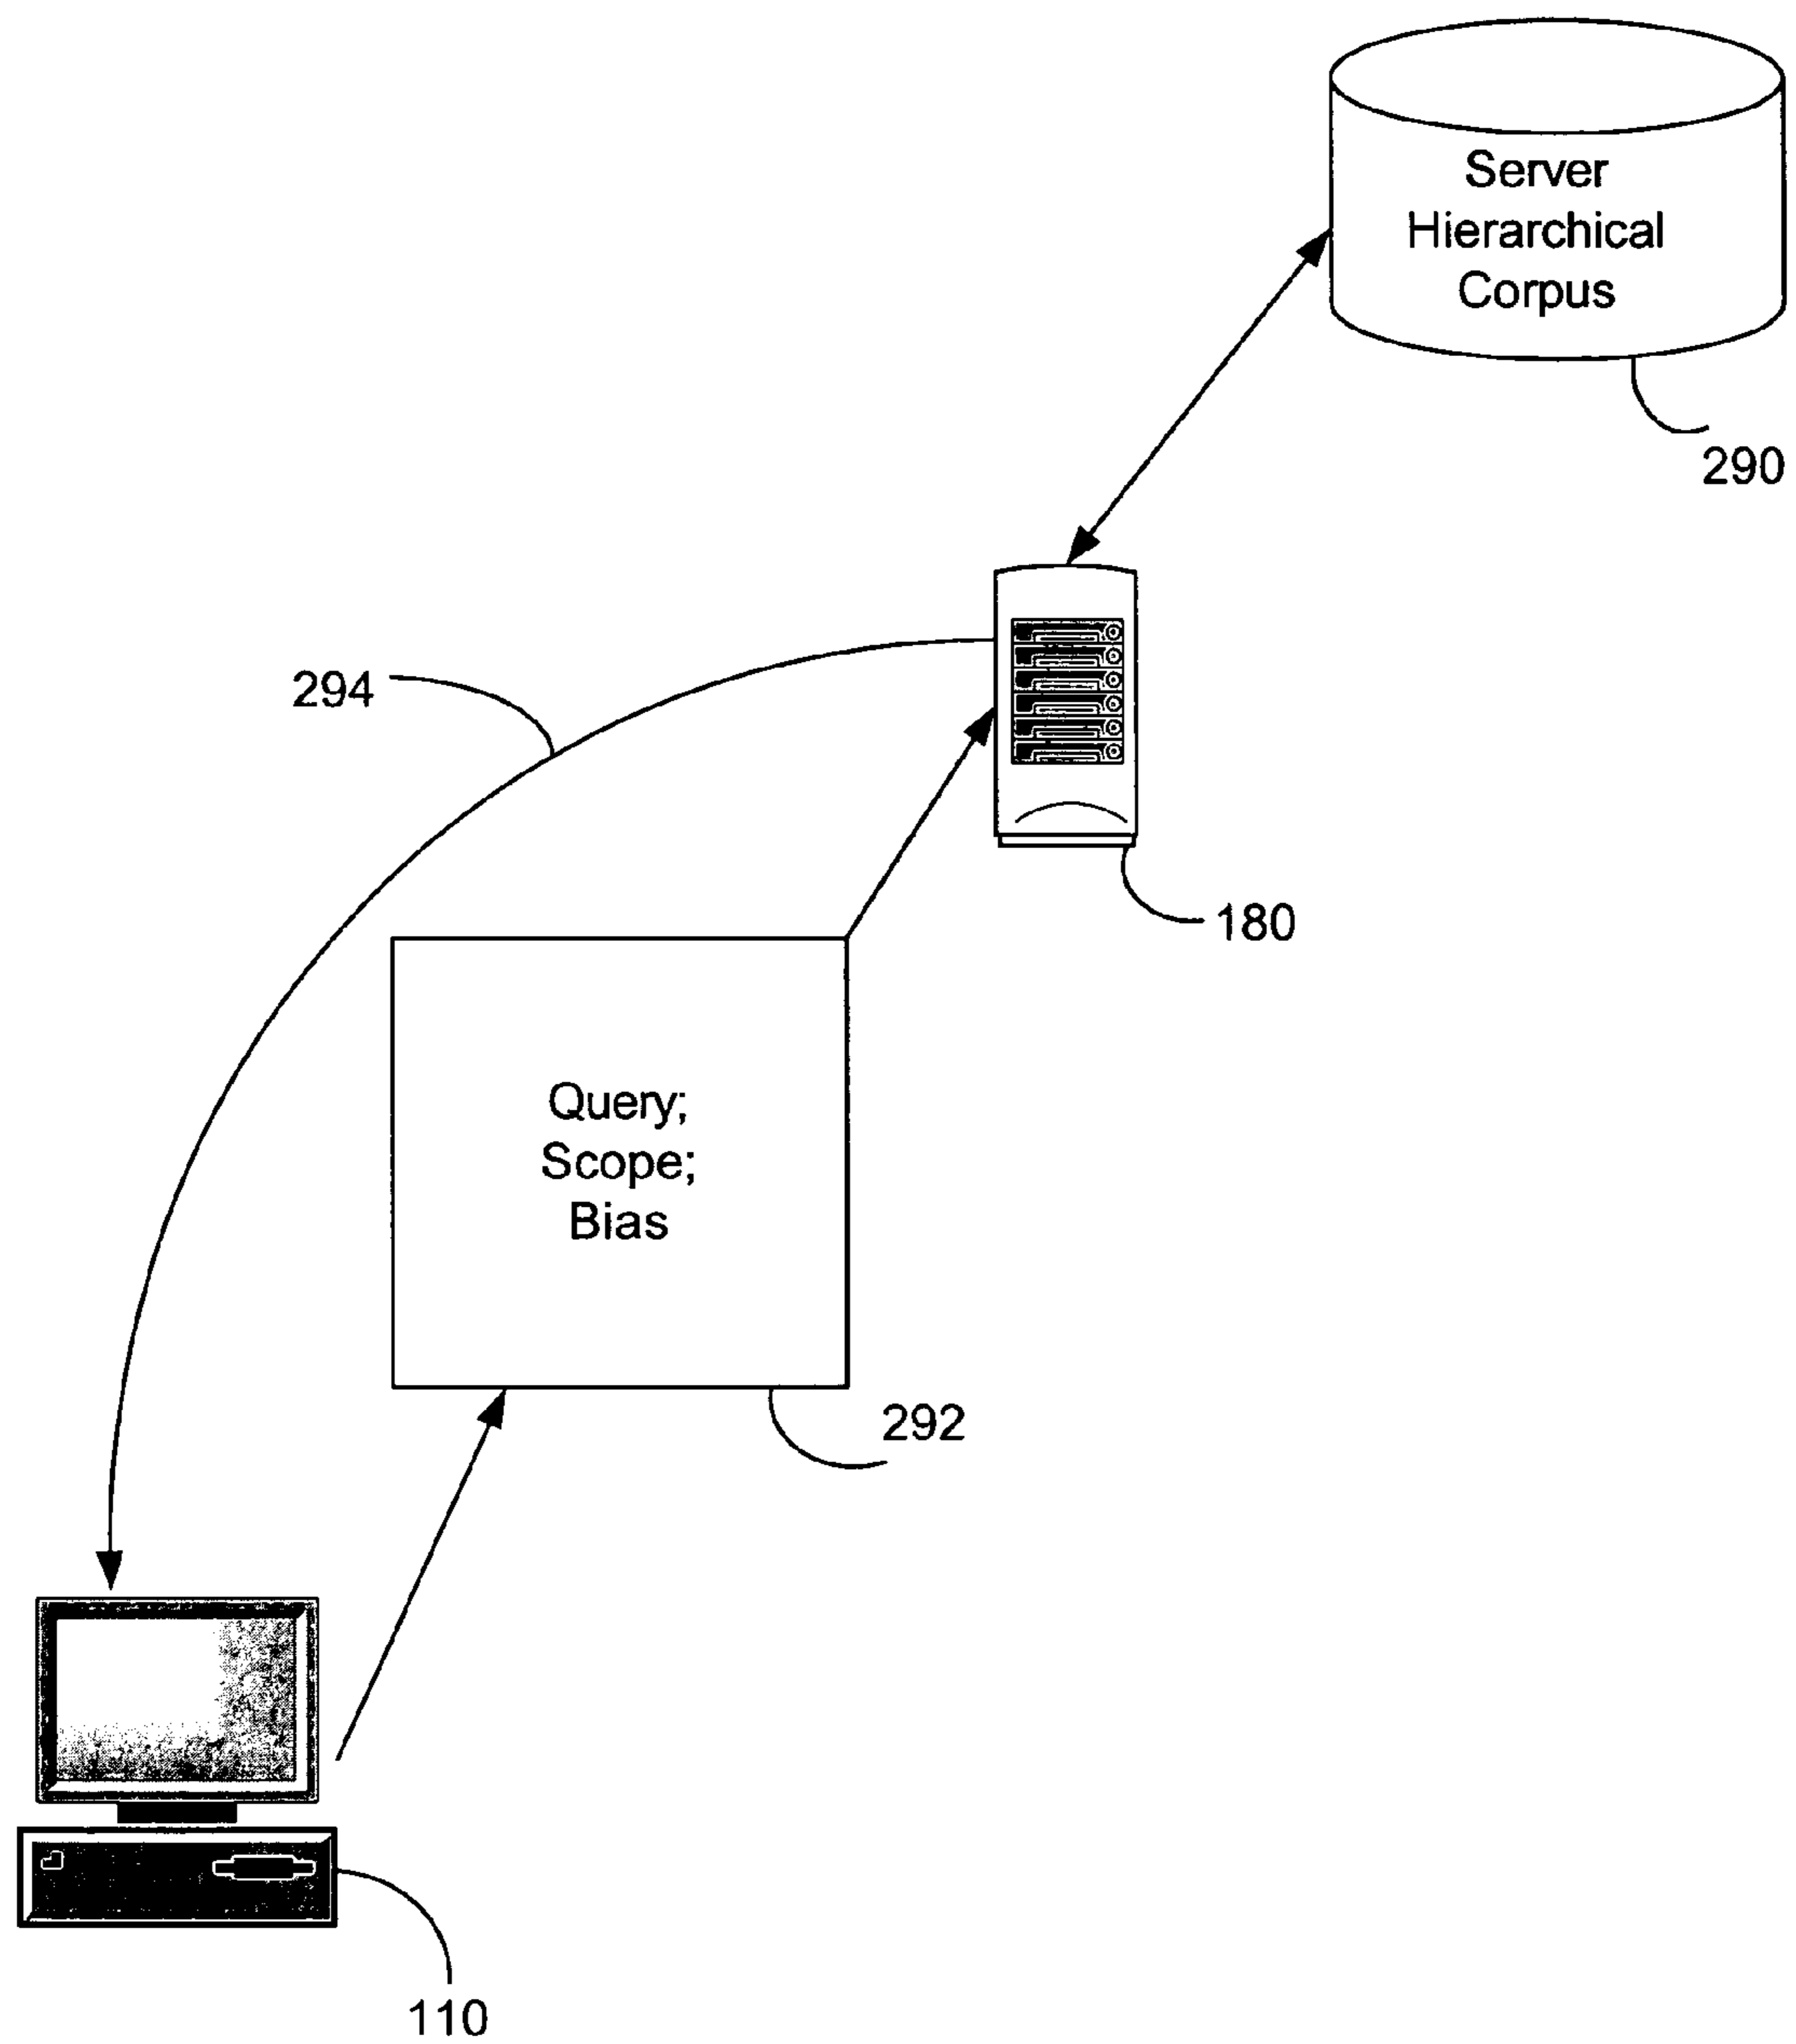 Server
Hierarchical
Corpus
290
294
180
Query;
Scope;
Bias
292
110